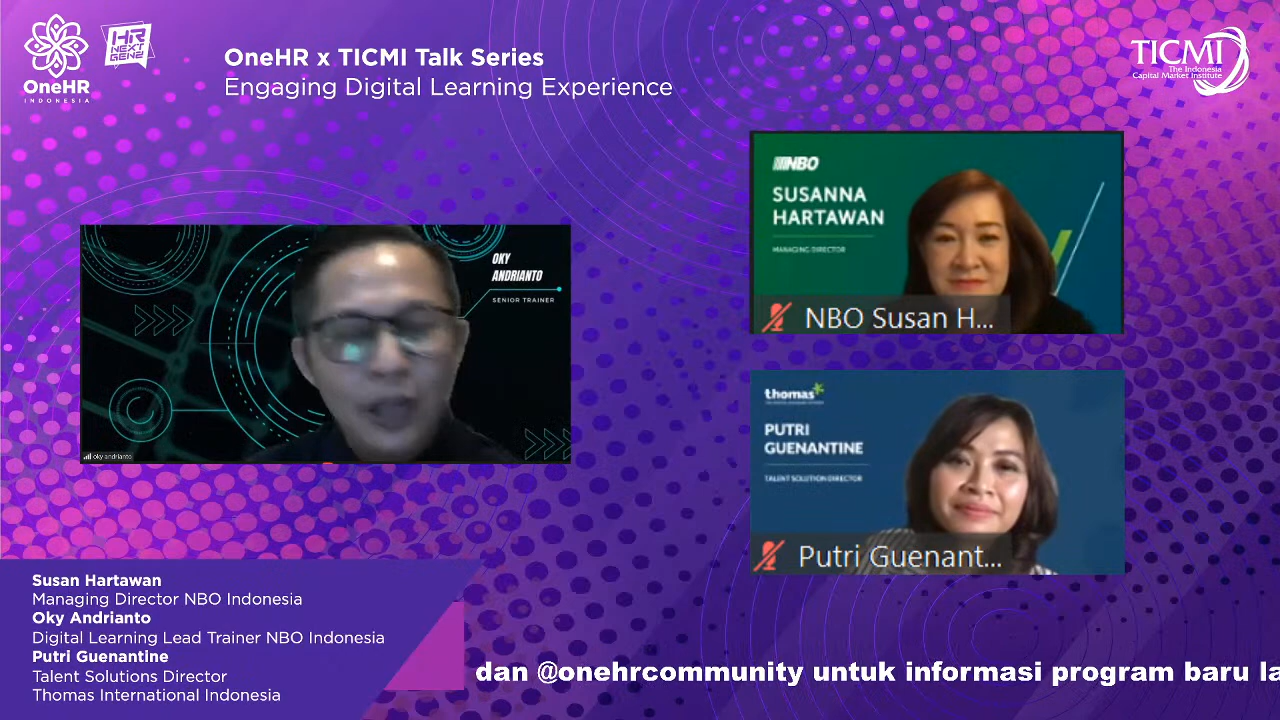 OneHR
INDONESIA
HR
NEXT
GEN
OneHR x TICMI Talk Series
Engaging Digital Learning Experience
TICMI
The Indonesia
Capital Market Institute
OKY
ANDRIANTO
SENIOR TRAINER
oky andrianto
NBO
SUSANNA
HARTAWAN
MANAGING DIRECTOR
NBO Susan H...
thomas
PUTRI
GUENANTINE
TALENT SOLUTION DIRECTOR
Putri Guenant...
Susan Hartawan
Managing Director NBO Indonesia
Oky Andrianto
Digital Learning Lead Trainer NBO Indonesia
Putri Guenantine
Talent Solutions Director
Thomas International Indonesia
dan @onehrcommunity untuk informasi program baru la